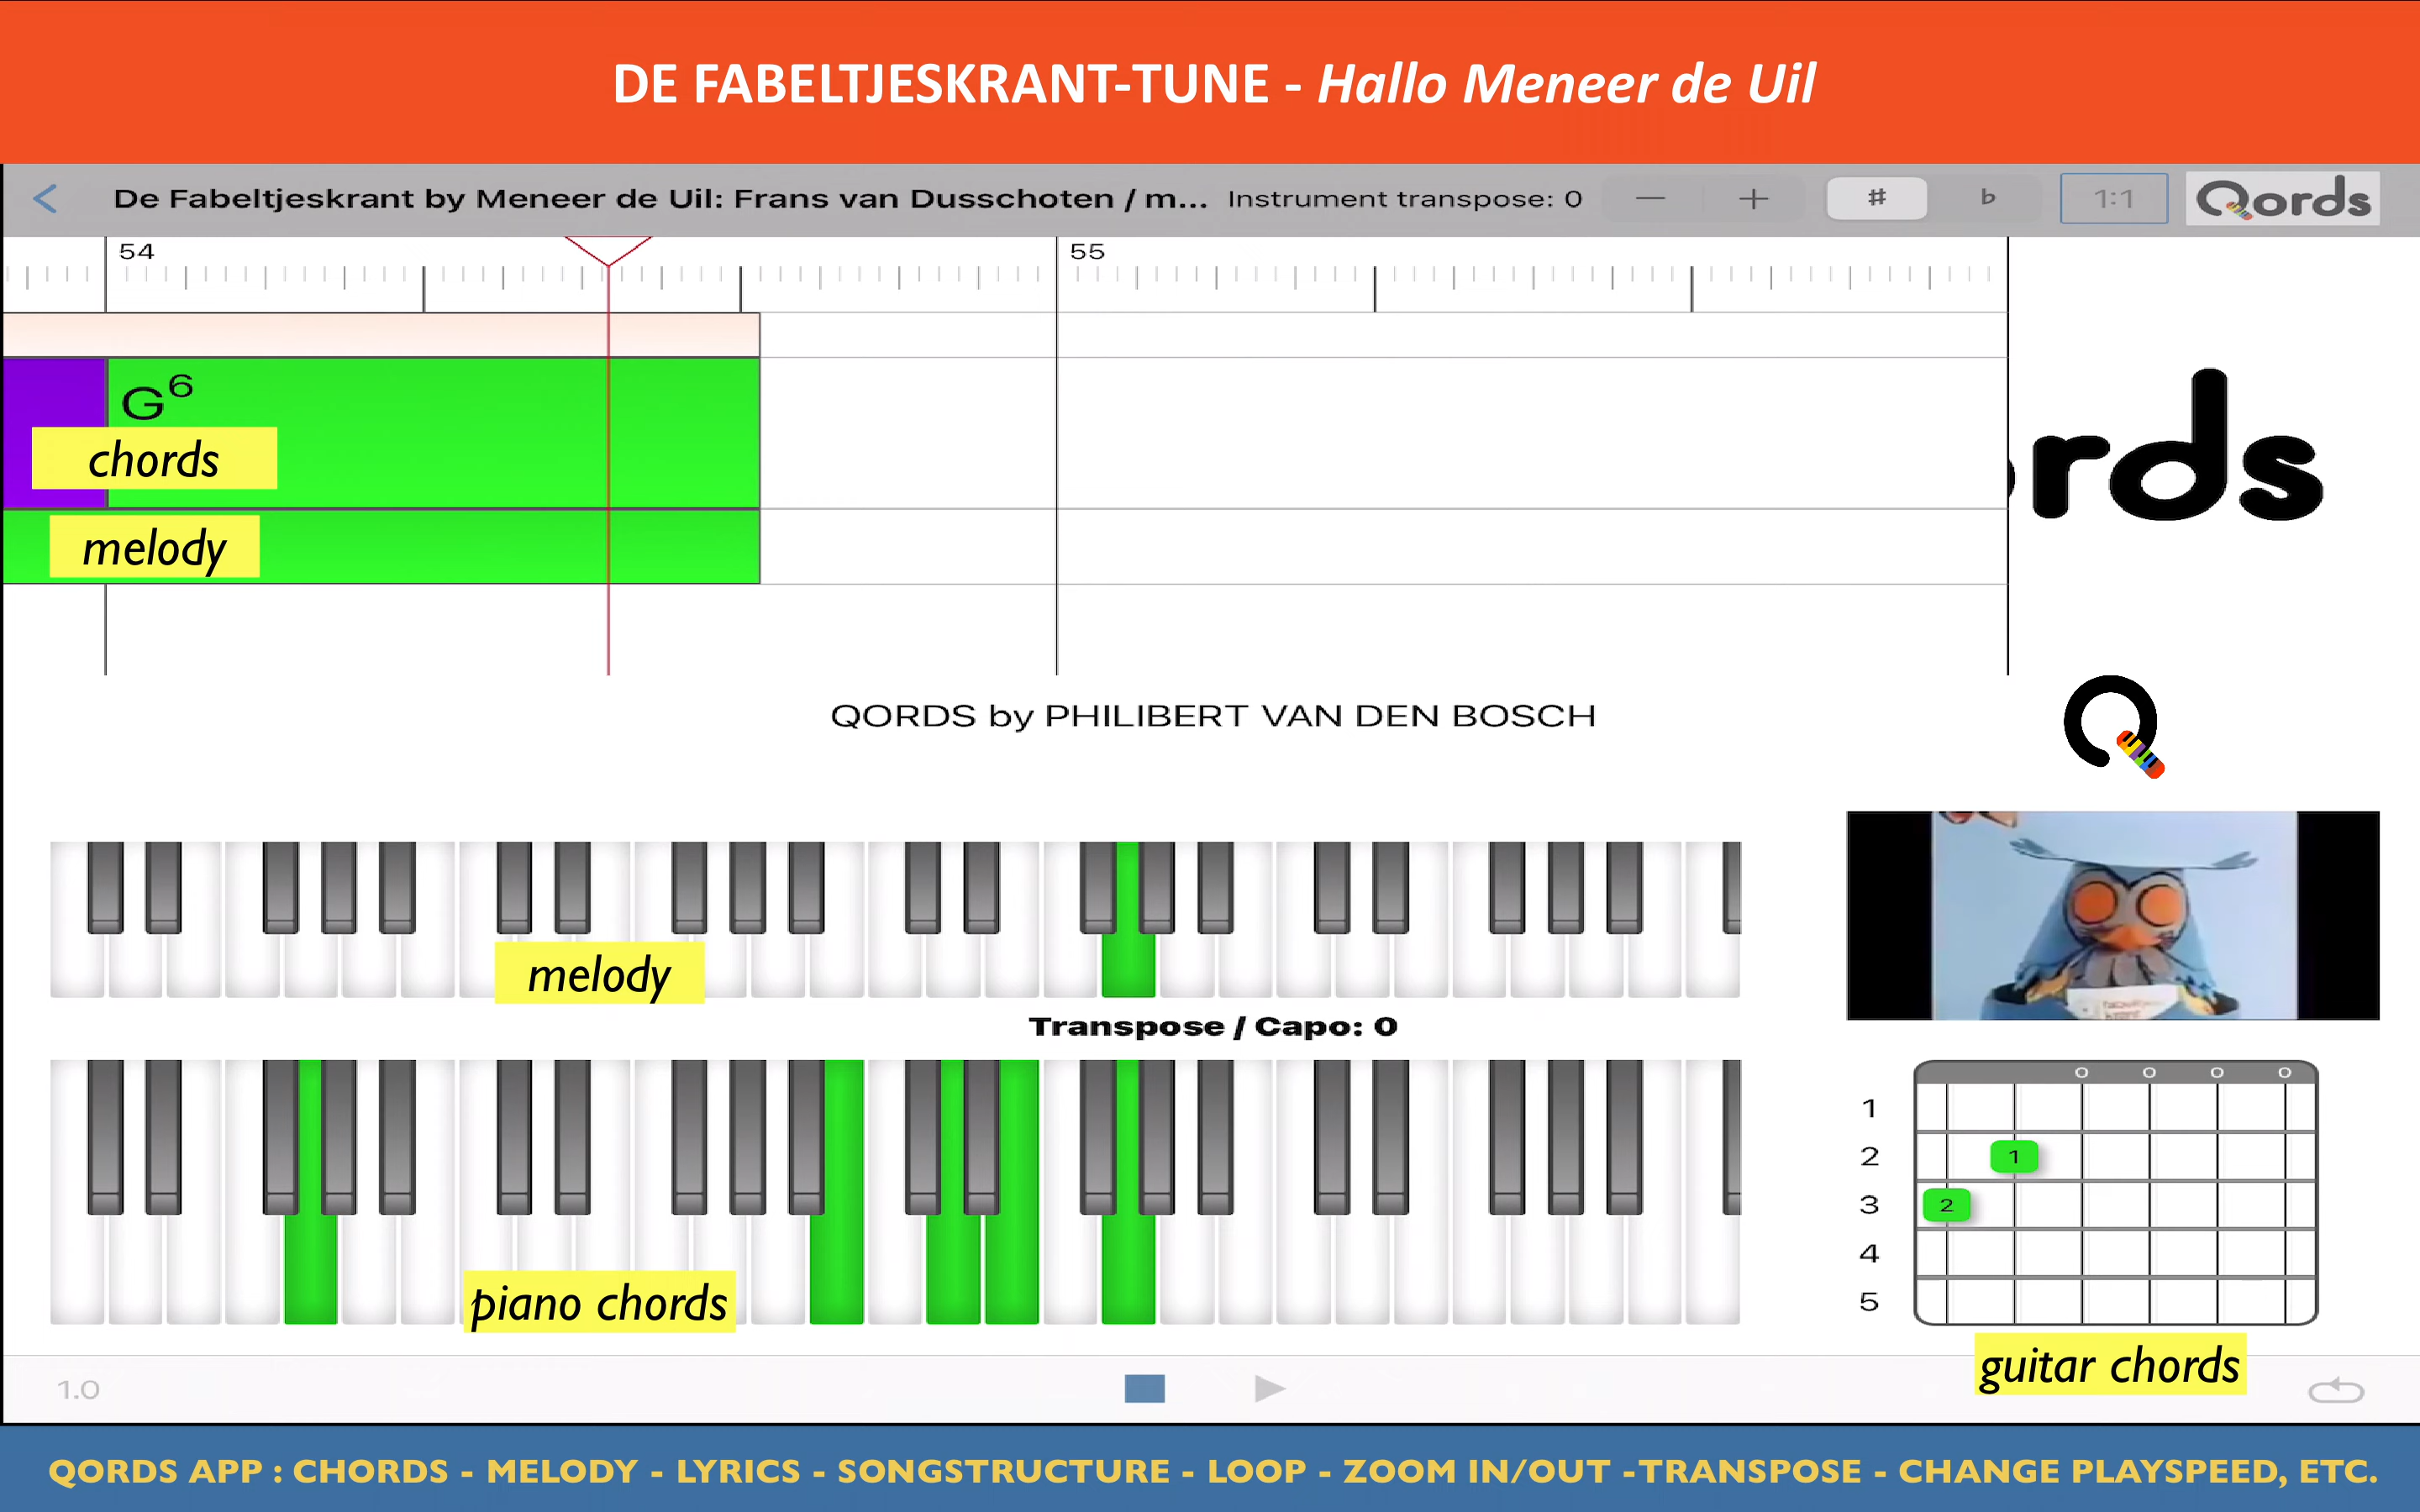 DE FABELTJESKRANT-TUNE - Hallo Meneer de Uil
De Fabeltjeskrant by Meneer de Uil: Frans van Dusschoten / m... Instrument transpose: 0 — + ♯ ♭ 1:1 Qords
54 55
G6
chords
rds
melody
QORDS by PHILIBERT VAN DEN BOSCH
melody
Transpose / Capo: 0
o o o o
1
2 1
3 2
4
5
piano chords
guitar chords
1.0
QORDS APP : CHORDS - MELODY - LYRICS - SONGSTRUCTURE - LOOP - ZOOM IN/OUT -TRANSPOSE - CHANGE PLAYSPEED, ETC.